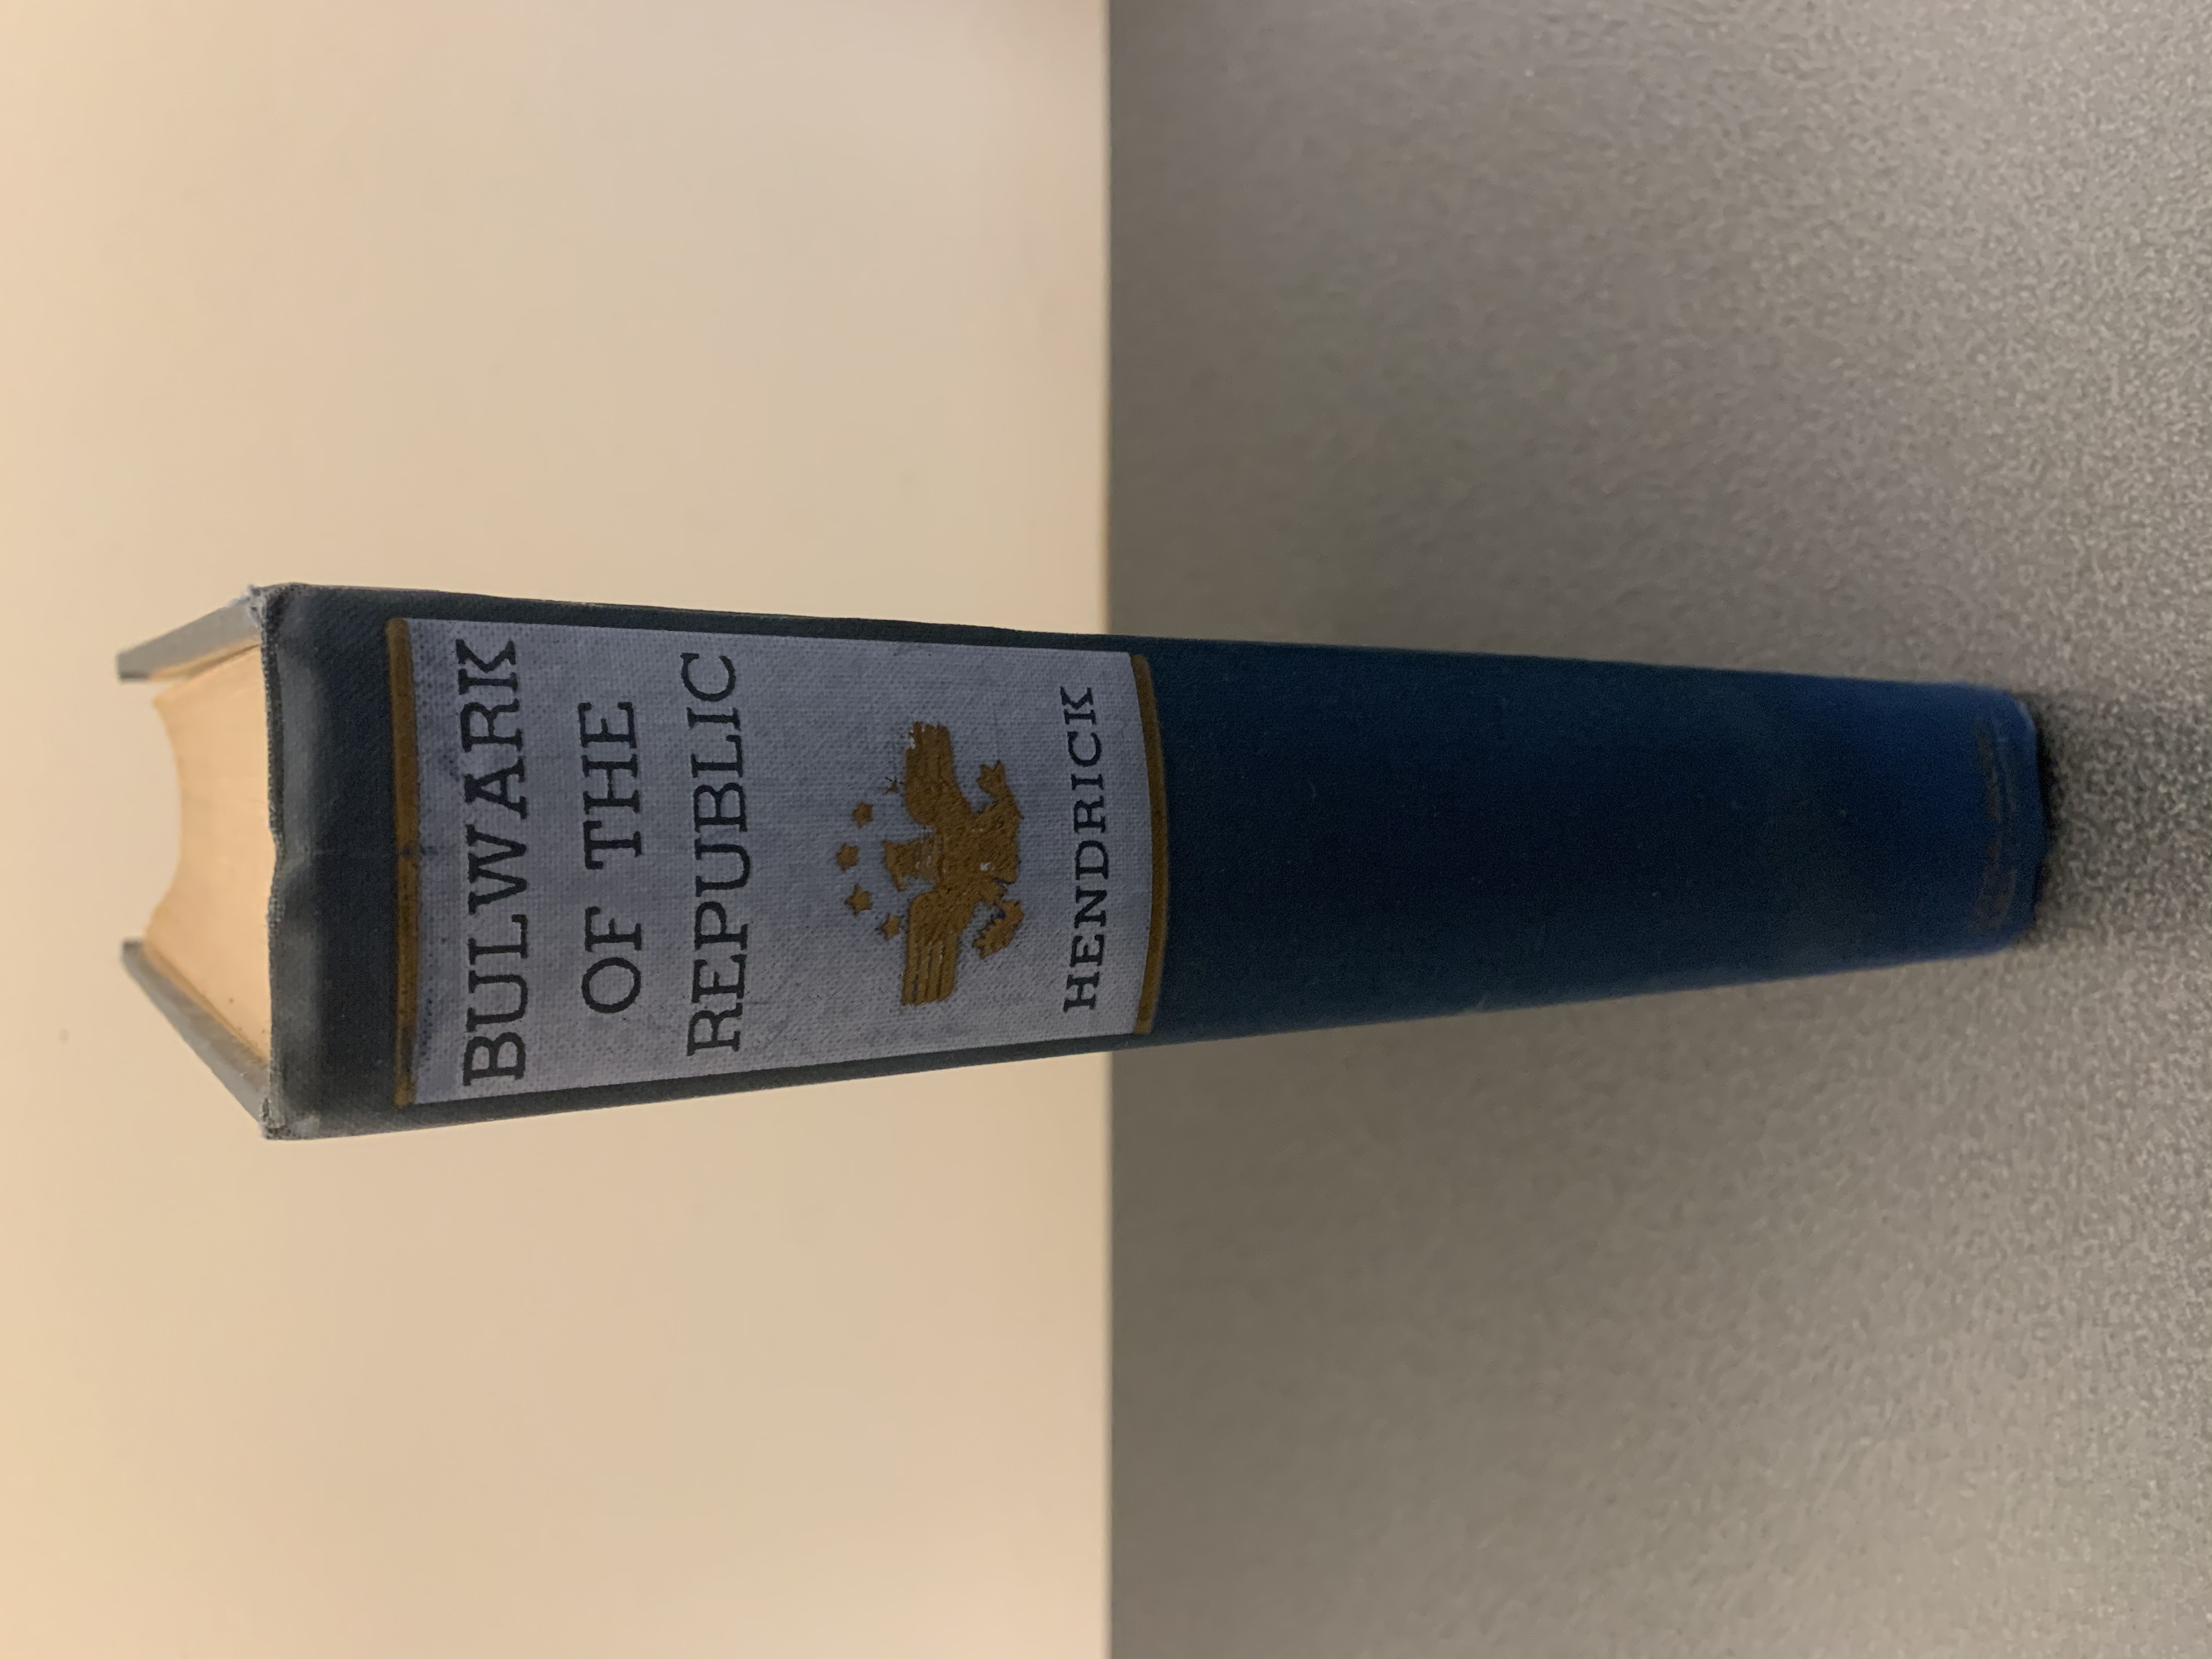 BULWARK
OF THE
REPUBLIC
HENDRICK